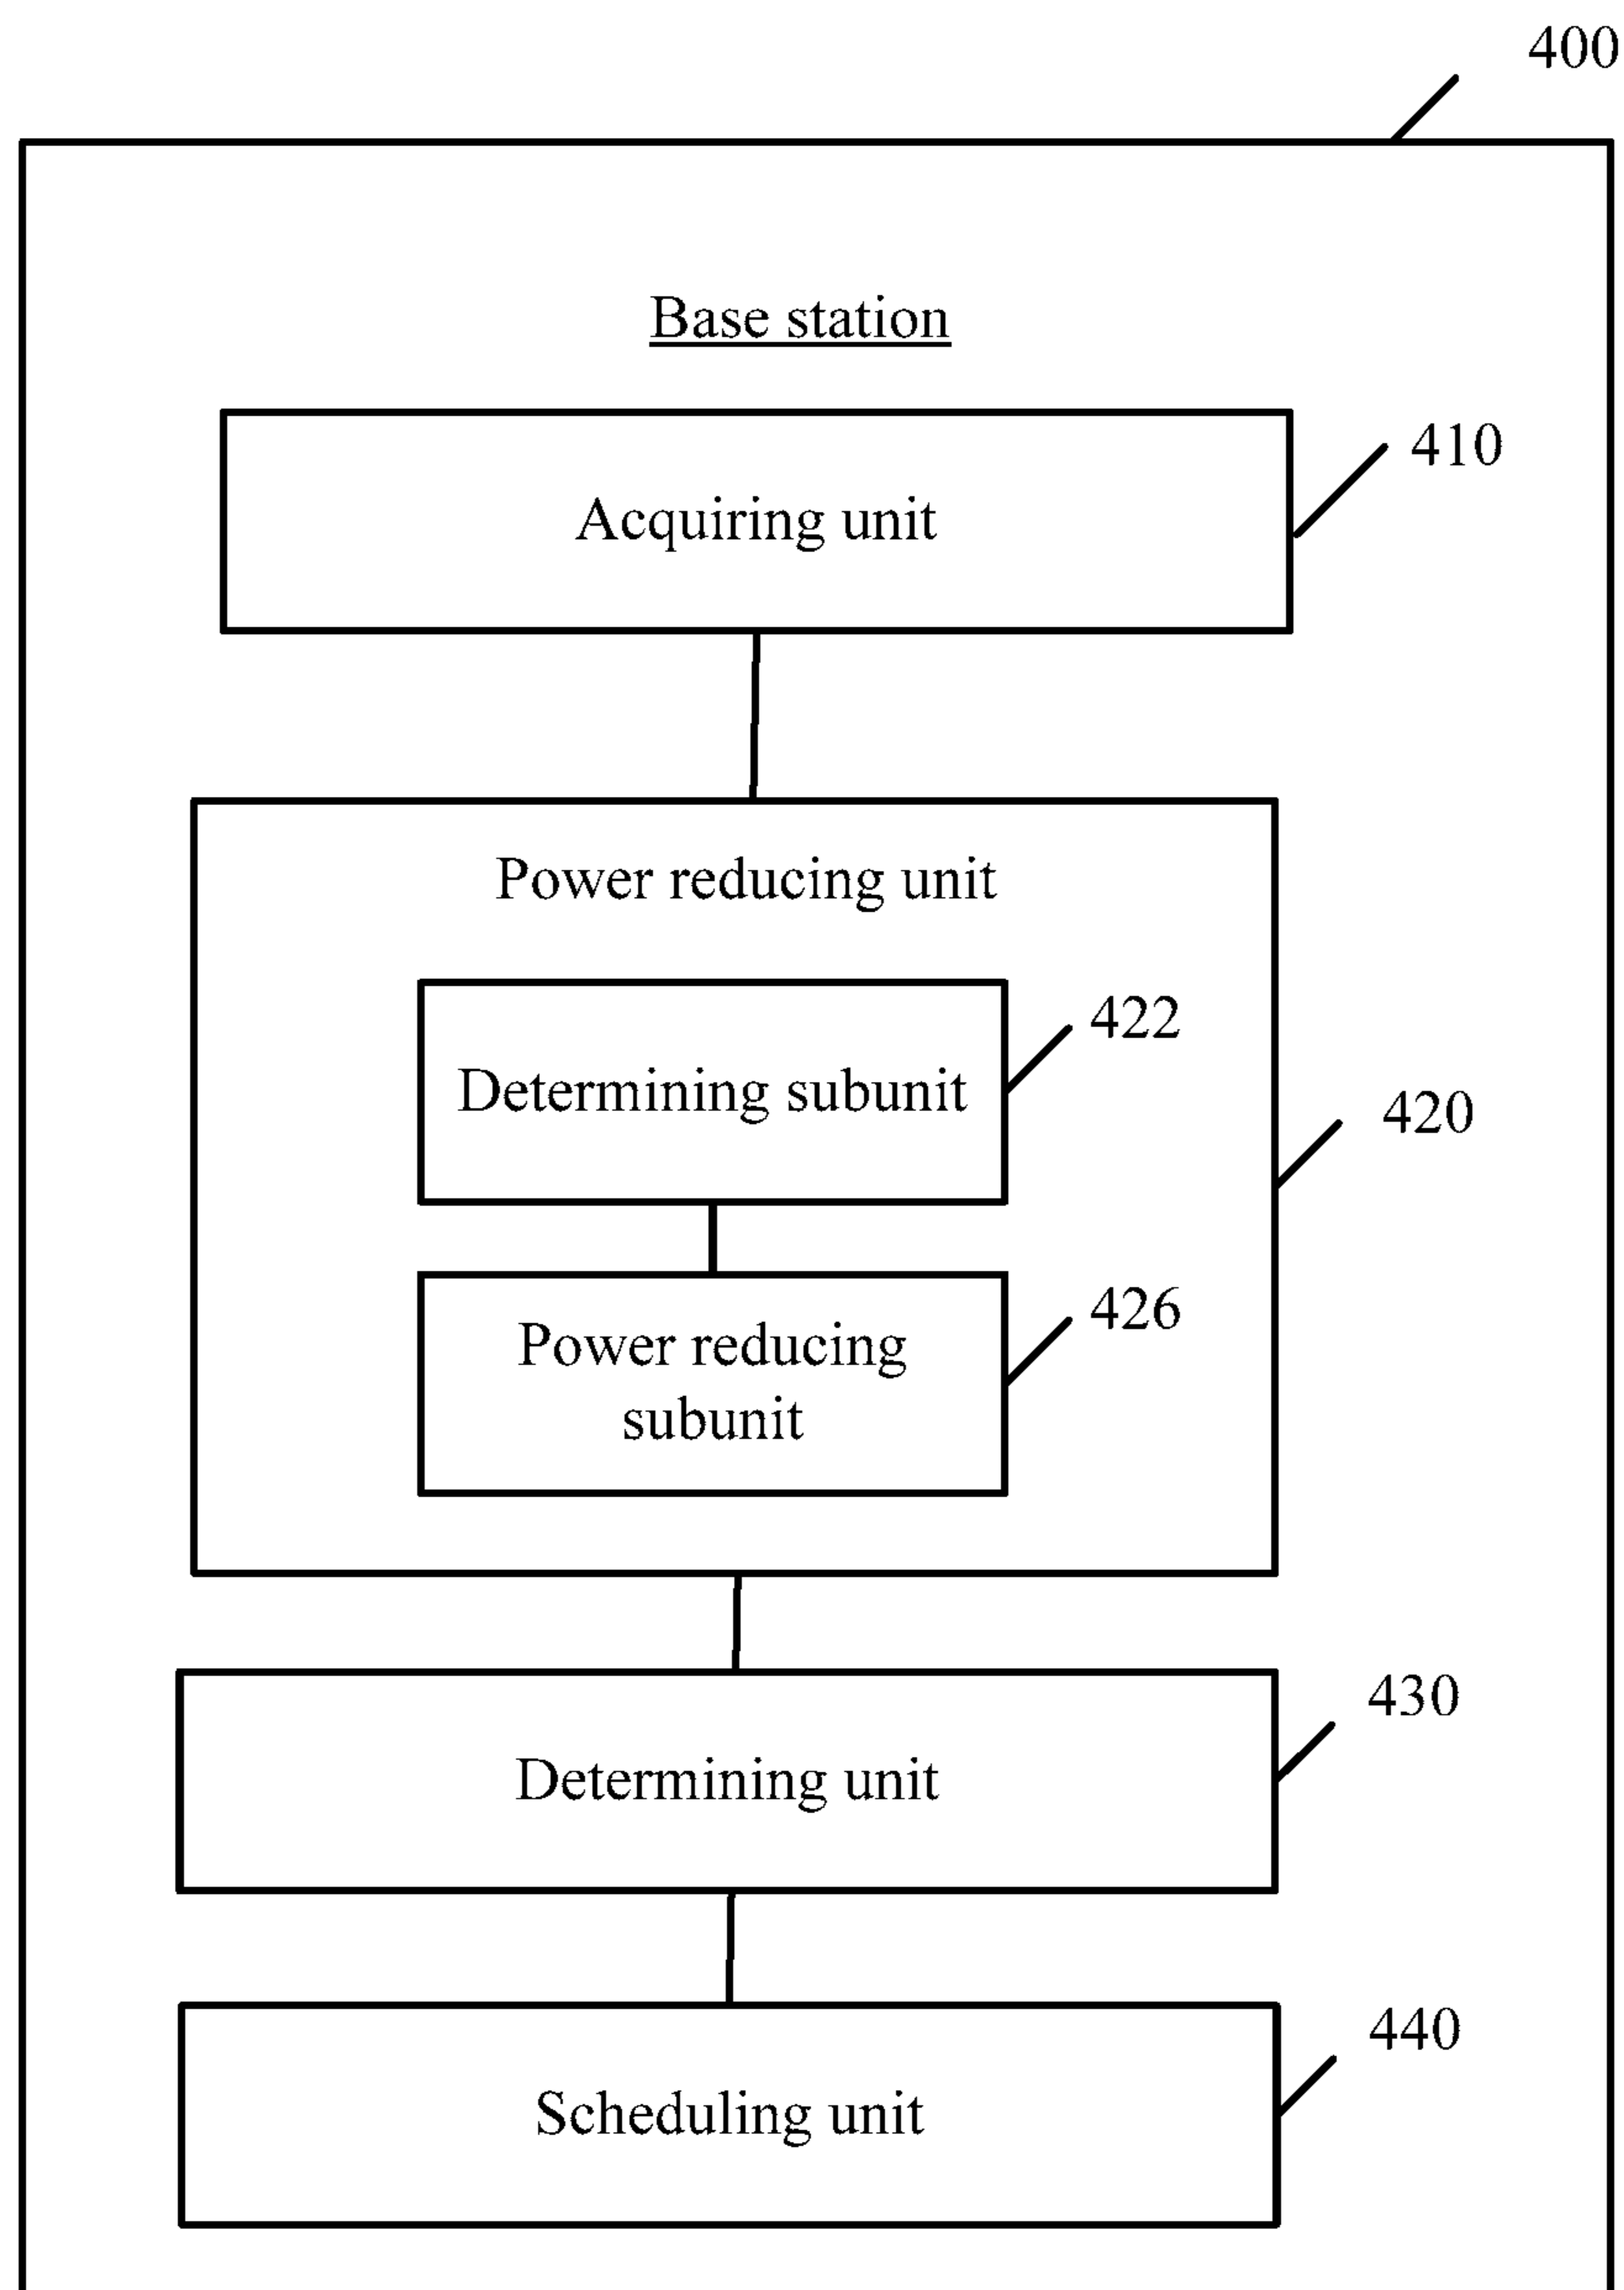 400
Base station
410
Acquiring unit
Power reducing unit
422
Determining subunit
420
426
Power reducing
subunit
430
Determining unit
440
Scheduling unit